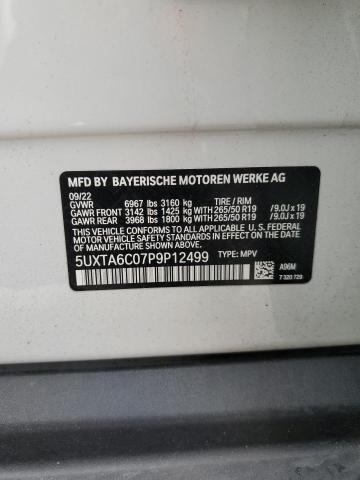 MFD BY BAYERISCHE MOTOREN WERKE AG
09/22
GVWR 6967 lbs 3160 kg TIRE / RIM
GAWR FRONT 3142 lbs 1425 KG WITH 265/50 R19 /9.0J x 19
GAWR REAR 3968 lbs 1800 KG WITH 265/50 R19 /9.0J x 19
THIS VEHICLE CONFORMS TO ALL APPLICABLE U.S. FEDERAL
MOTOR VEHICLE SAFETY STANDARDS IN EFFECT ON THE DATE
OF MANUFACTURE SHOWN ABOVE.
5UXTA6C07P9P12499 TYPE: MPV A96M
7 320 729